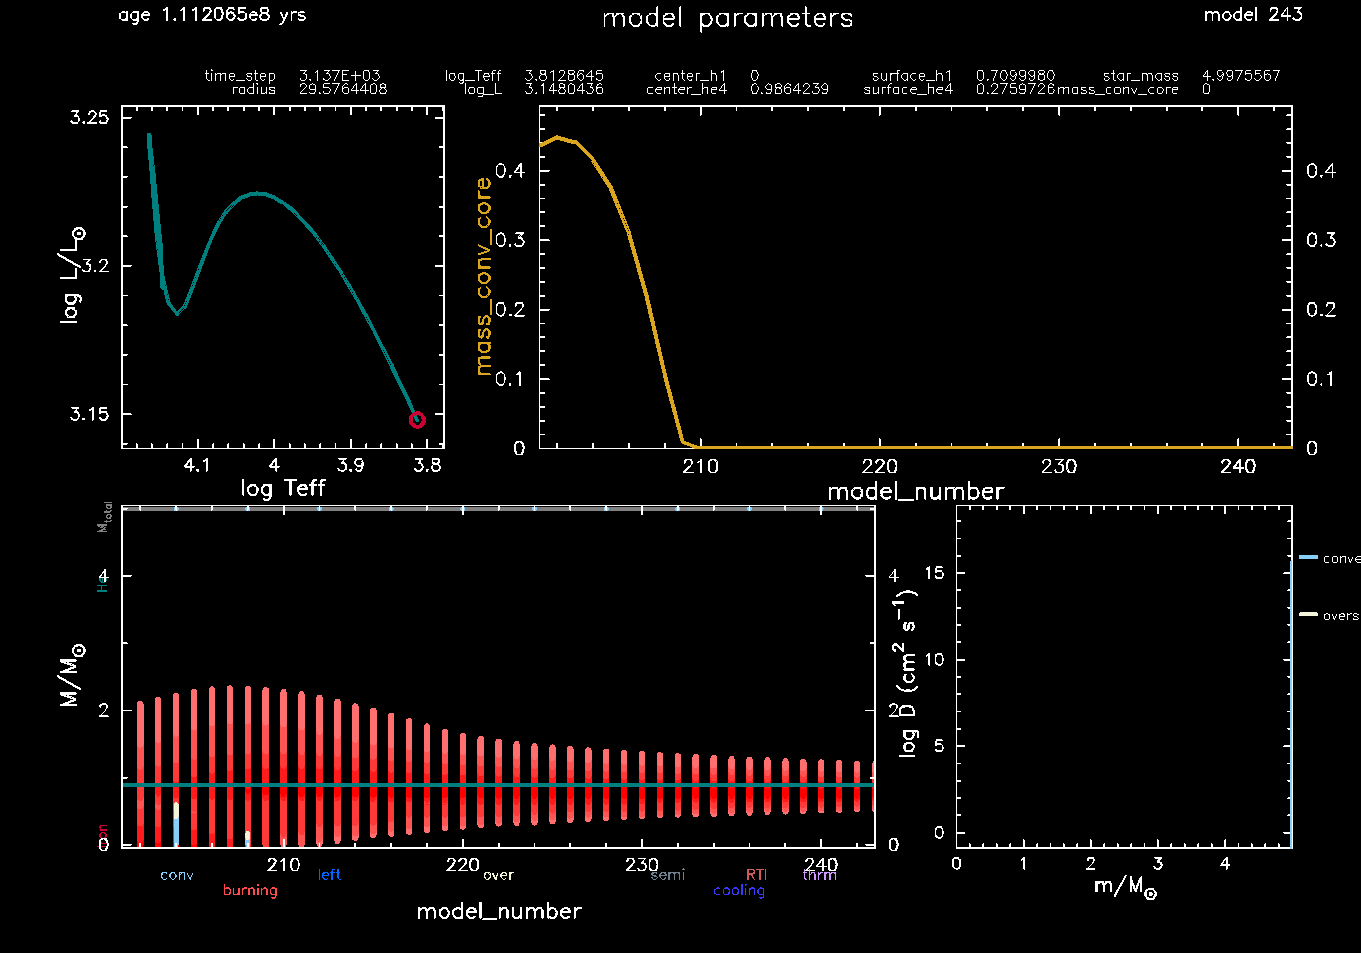 age 1.112065e8 yrs model parameters model 243
time_step 3.137E+03 log_Teff 3.8128645 center_h1 0 surface_h1 0.7099980 star_mass 4.9975567
radius 29.5764408 log_L 3.1480436 center_he4 0.9864239 surface_he4 0.2759726 mass_conv_core 0
3.25
3.2
3.15
log L/L☉
4.1 4 3.9 3.8
log Teff
mass_conv_core
0.4 0.4
0.3 0.3
0.2 0.2
0.1 0.1
0 0
210 220 230 240
model_number
M/M☉
Mtotal
He
4 4
2 2
0 0
210 220 230 240
conv left over semi RTI thrm
burning cooling
model_number
log D (cm² s⁻¹)
15
10
5
0
0 1 2 3 4
m/M☉
conve
overs